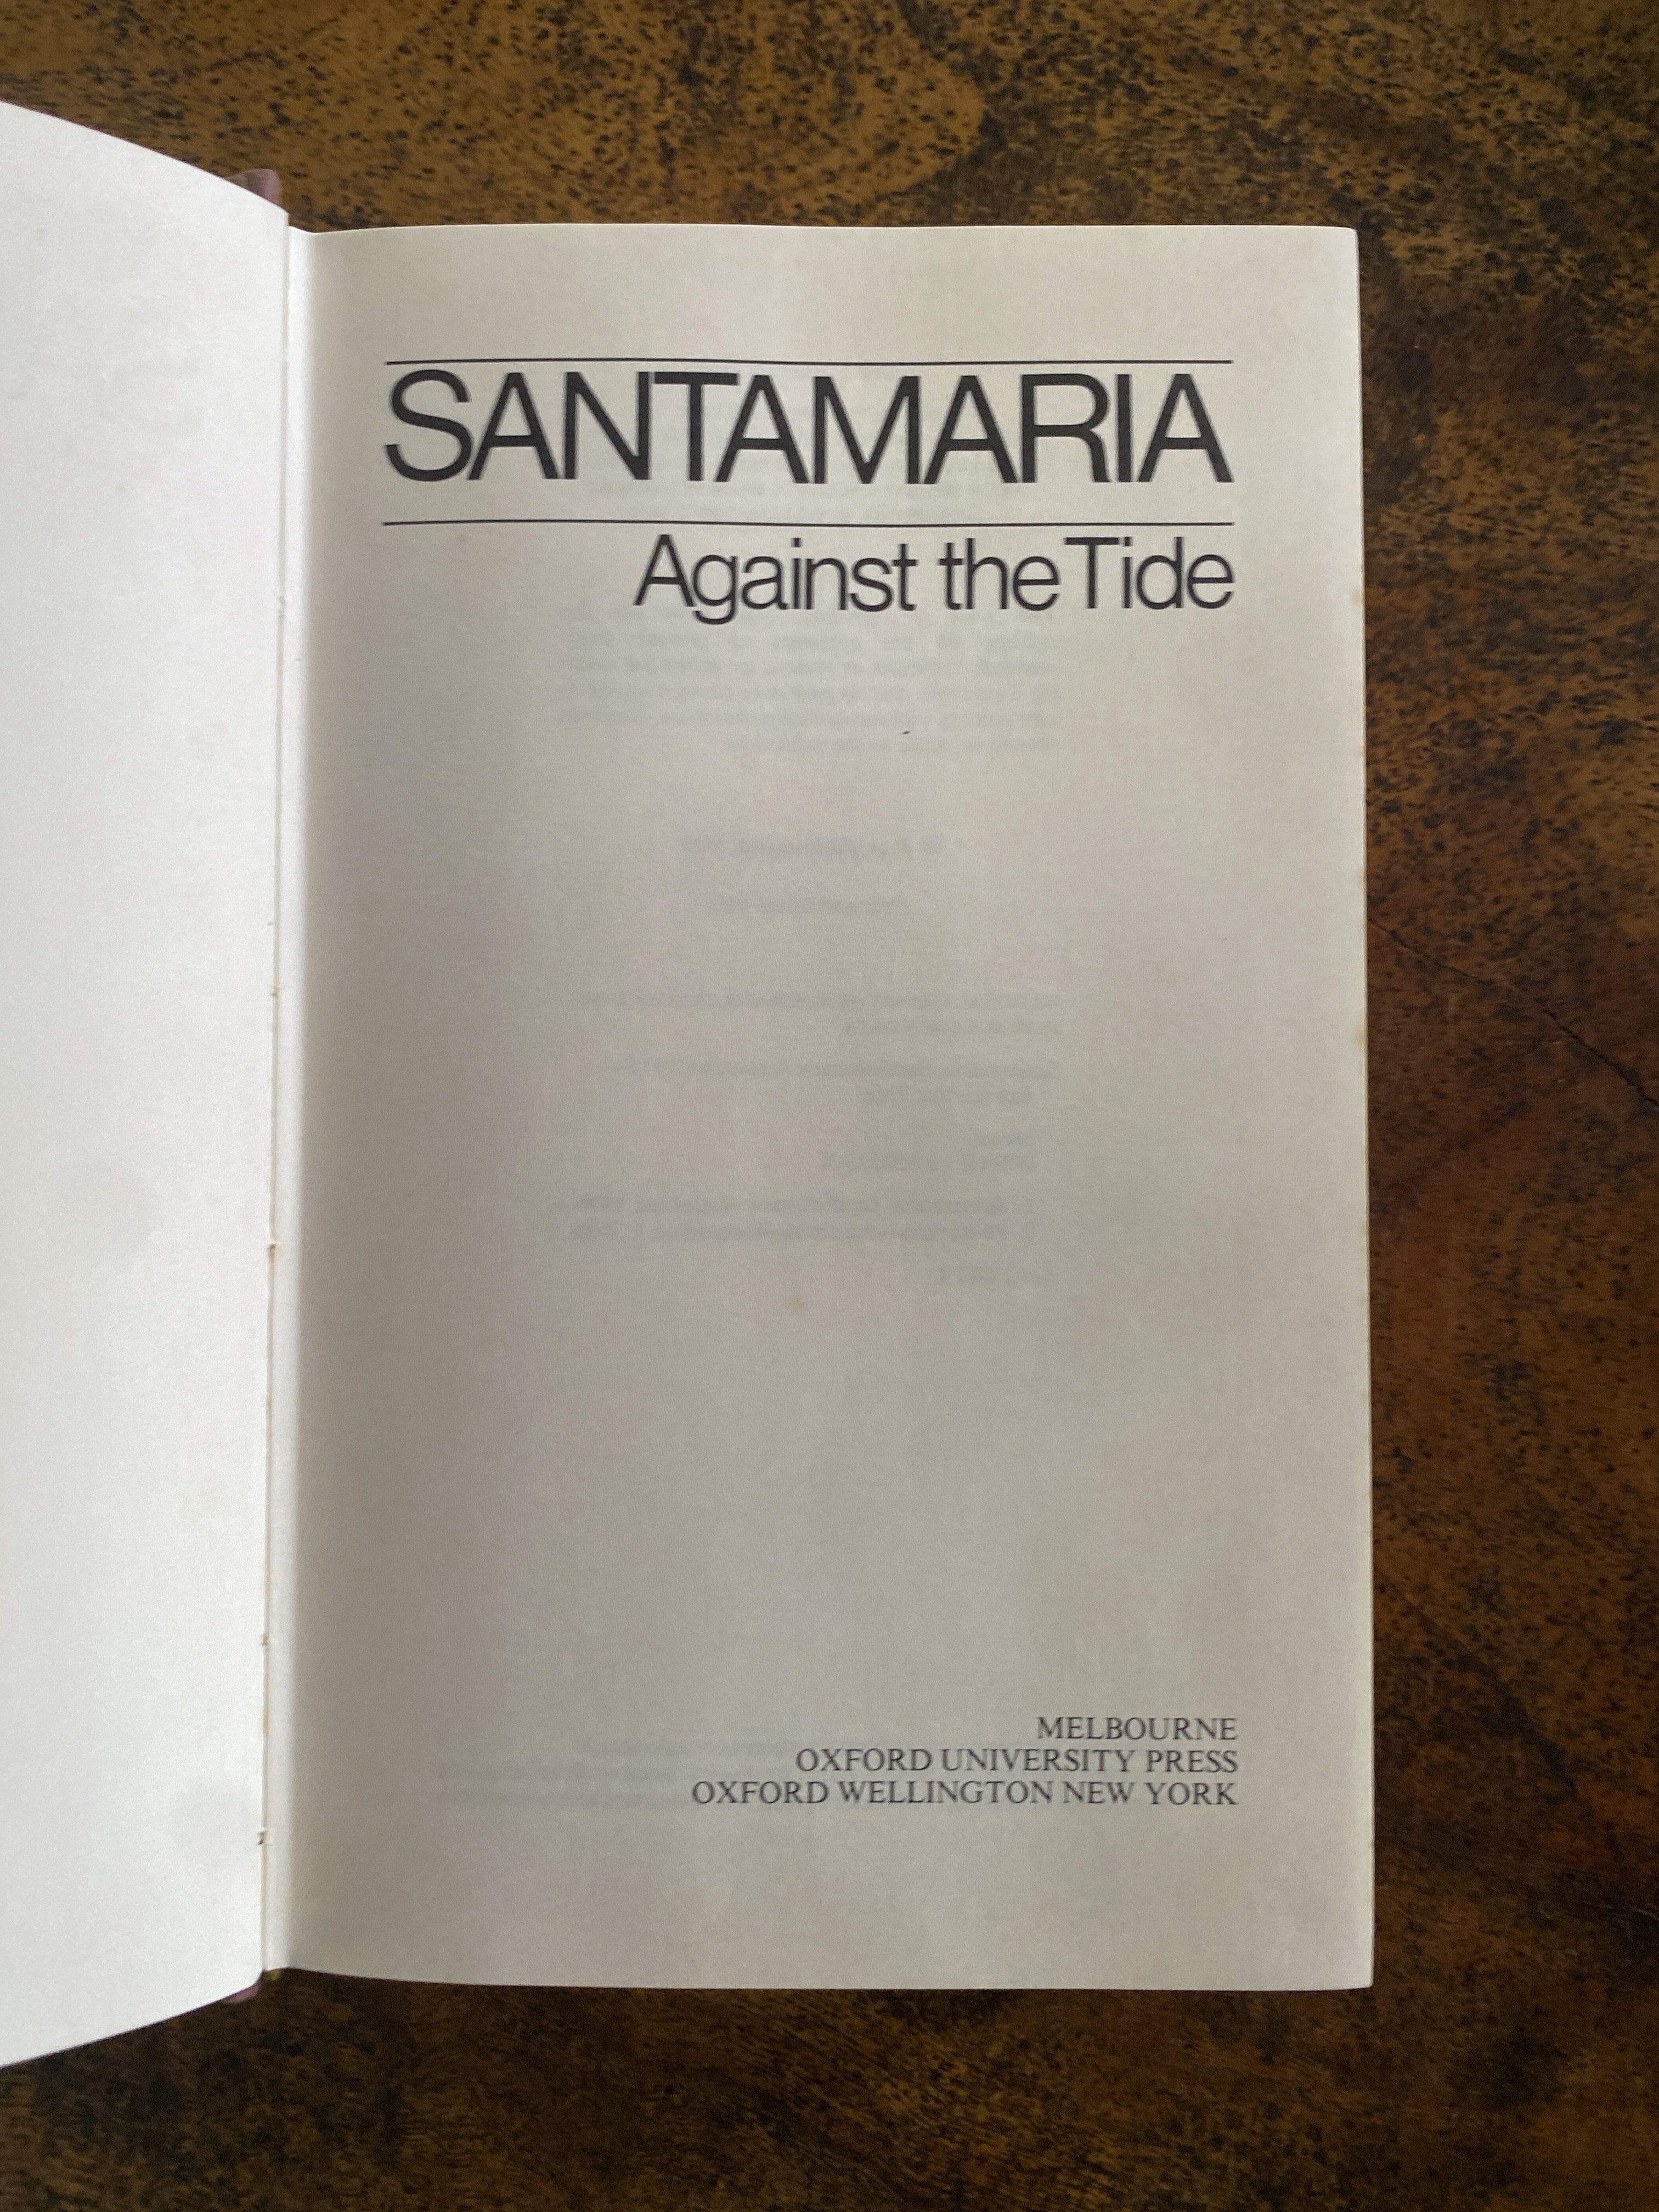 SANTAMARIA
Against the Tide
MELBOURNE
OXFORD UNIVERSITY PRESS
OXFORD WELLINGTON NEW YORK